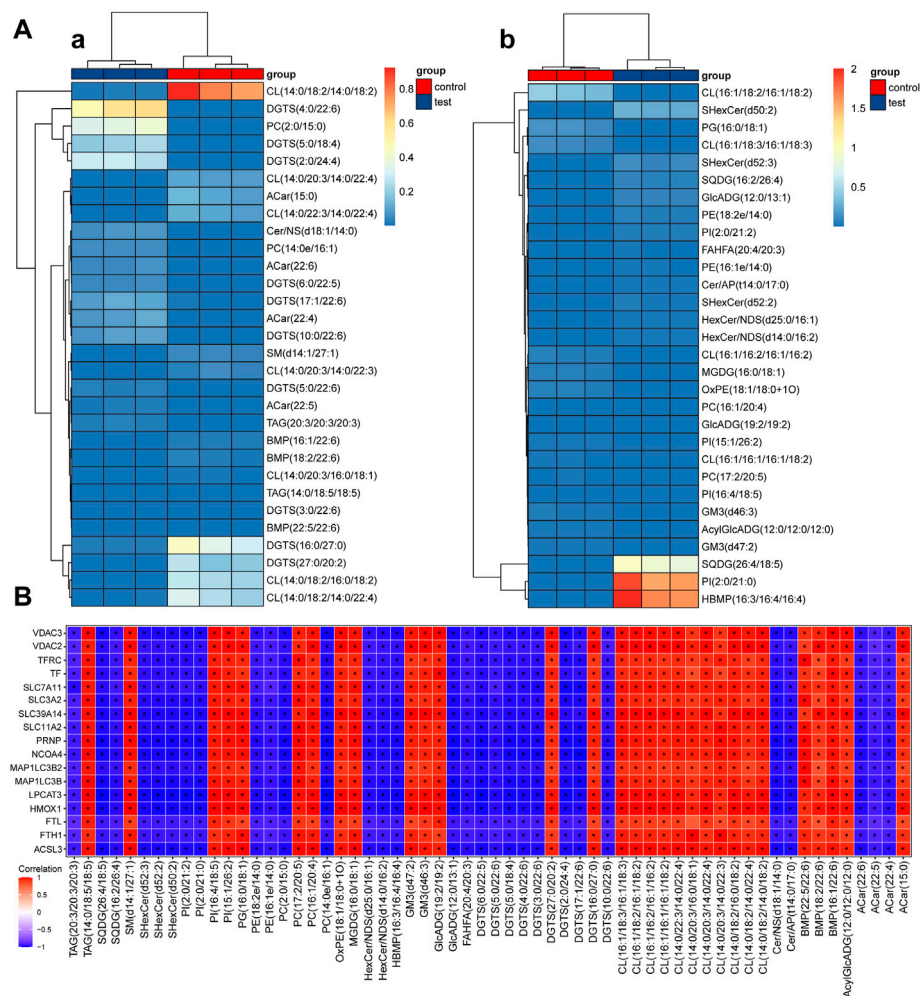 A
a
group
CL(14:0/18:2/14:0/18:2)
DGTS(4:0/22:6)
PC(2:0/15:0)
DGTS(5:0/18:4)
DGTS(2:0/24:4)
CL(14:0/20:3/14:0/22:4)
ACar(15:0)
CL(14:0/22:3/14:0/22:4)
Cer/NS(d18:1/14:0)
PC(14:0e/16:1)
ACar(22:6)
DGTS(6:0/22:5)
DGTS(17:1/22:6)
ACar(22:4)
DGTS(10:0/22:6)
SM(d14:1/27:1)
CL(14:0/20:3/14:0/22:3)
DGTS(5:0/22:6)
ACar(22:5)
TAG(20:3/20:3/20:3)
BMP(16:1/22:6)
BMP(18:2/22:6)
CL(14:0/20:3/16:0/18:1)
TAG(14:0/18:5/18:5)
DGTS(3:0/22:6)
BMP(22:5/22:6)
DGTS(16:0/27:0)
DGTS(27:0/20:2)
CL(14:0/18:2/16:0/18:2)
CL(14:0/18:2/14:0/22:4)
0.8
0.6
0.4
0.2
group
control
test
b
group
CL(16:1/18:2/16:1/18:2)
SHexCer(d50:2)
PG(16:0/18:1)
CL(16:1/18:3/16:1/18:3)
SHexCer(d52:3)
SQDG(16:2/26:4)
GlcADG(12:0/13:1)
PE(18:2e/14:0)
PI(2:0/21:2)
FAHFA(20:4/20:3)
PE(16:1e/14:0)
Cer/AP(t14:0/17:0)
SHexCer(d52:2)
HexCer/NDS(d25:0/16:1)
HexCer/NDS(d14:0/16:2)
CL(16:1/16:2/16:1/16:2)
MGDG(16:0/18:1)
OxPE(18:1/18:0+1O)
PC(16:1/20:4)
GlcADG(19:2/19:2)
PI(15:1/26:2)
CL(16:1/16:1/16:1/18:2)
PC(17:2/20:5)
PI(16:4/18:5)
GM3(d46:3)
AcylGlcADG(12:0/12:0/12:0)
GM3(d47:2)
SQDG(26:4/18:5)
PI(2:0/21:0)
HBMP(16:3/16:4/16:4)
2
1.5
1
0.5
group
control
test
B
VDAC3
VDAC2
TFRC
TF
SLC7A11
SLC3A2
SLC39A14
SLC11A2
PRNP
NCOA4
MAP1LC3B2
MAP1LC3B
LPCAT3
HMOX1
FTL
FTH1
ACSL3
Correlation
1.0
0.5
0.0
−0.5
−1.0
TAG(20:3/20:3/20:3)
TAG(14:0/18:5/18:5)
SQDG(26:4/18:5)
SQDG(16:2/26:4)
SM(d14:1/27:1)
SHexCer(d52:3)
SHexCer(d52:2)
SHexCer(d50:2)
PI(2:0/21:2)
PI(2:0/21:0)
PI(16:4/18:5)
PI(15:1/26:2)
PG(16:0/18:1)
PE(18:2e/14:0)
PE(16:1e/14:0)
PC(2:0/15:0)
PC(17:2/20:5)
PC(16:1/20:4)
PC(14:0e/16:1)
OxPE(18:1/18:0+1O)
MGDG(16:0/18:1)
HexCer/NDS(d25:0/16:1)
HexCer/NDS(d14:0/16:2)
HBMP(16:3/16:4/16:4)
GM3(d47:2)
GM3(d46:3)
GlcADG(19:2/19:2)
GlcADG(12:0/13:1)
FAHFA(20:4/20:3)
DGTS(6:0/22:5)
DGTS(5:0/22:6)
DGTS(5:0/18:4)
DGTS(4:0/22:6)
DGTS(3:0/22:6)
DGTS(27:0/20:2)
DGTS(2:0/24:4)
DGTS(17:1/22:6)
DGTS(16:0/27:0)
DGTS(10:0/22:6)
CL(16:1/18:3/16:1/18:3)
CL(16:1/18:2/16:1/18:2)
CL(16:1/16:2/16:1/16:2)
CL(16:1/16:1/16:1/18:2)
CL(14:0/22:3/14:0/22:4)
CL(14:0/20:3/16:0/18:1)
CL(14:0/20:3/14:0/22:4)
CL(14:0/20:3/14:0/22:3)
CL(14:0/18:2/16:0/18:2)
CL(14:0/18:2/14:0/22:4)
CL(14:0/18:2/14:0/18:2)
Cer/NS(d18:1/14:0)
Cer/AP(t14:0/17:0)
BMP(22:5/22:6)
BMP(18:2/22:6)
BMP(16:1/22:6)
AcylGlcADG(12:0/12:0/12:0)
ACar(22:6)
ACar(22:5)
ACar(22:4)
ACar(15:0)